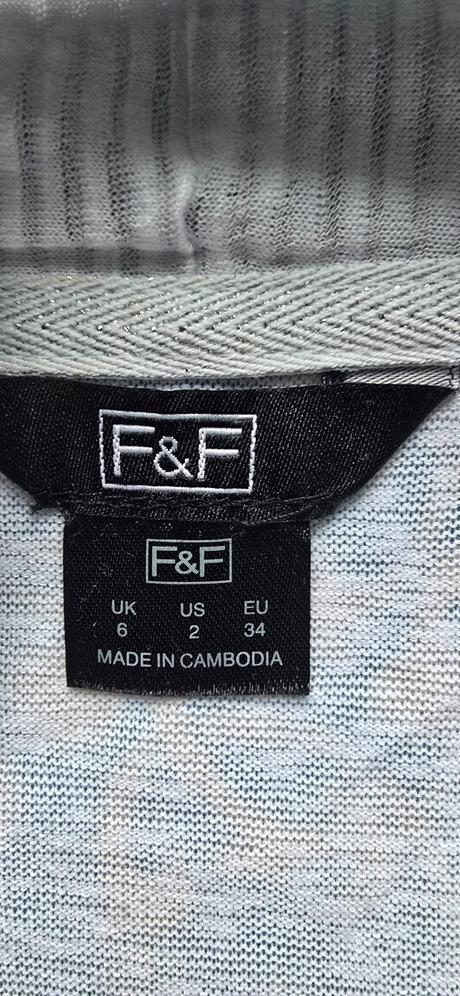 F&F
F&F
UK US EU
6 2 34
MADE IN CAMBODIA